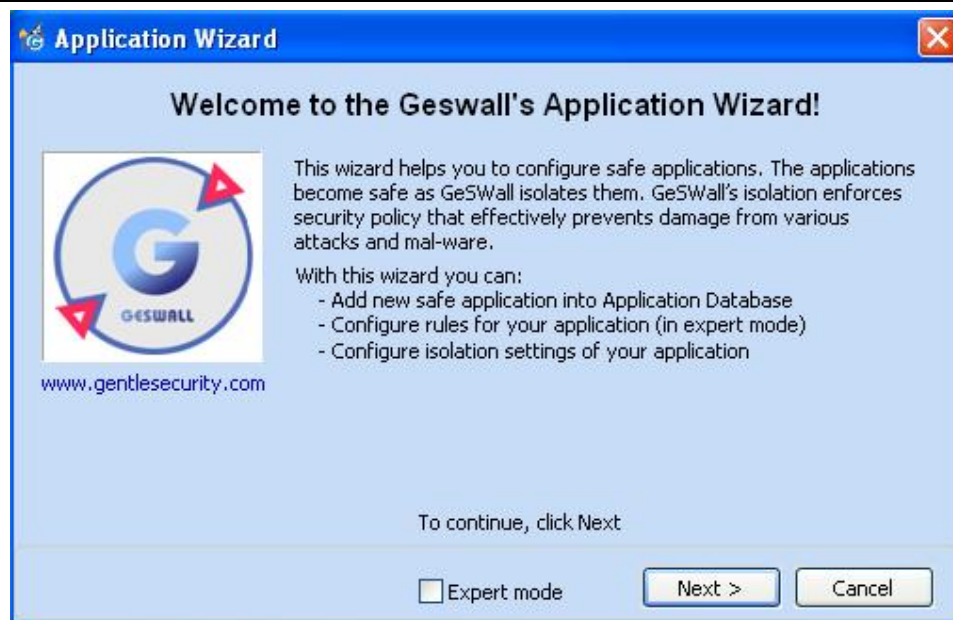 Application Wizard
Welcome to the Geswall's Application Wizard!
This wizard helps you to configure safe applications. The applications
become safe as GeSWall isolates them. GeSWall's isolation enforces
security policy that effectively prevents damage from various
attacks and mal-ware.
With this wizard you can:
- Add new safe application into Application Database
- Configure rules for your application (in expert mode)
- Configure isolation settings of your application
G
GESWALL
www.gentlesecurity.com
To continue, click Next
Expert mode
Next >
Cancel